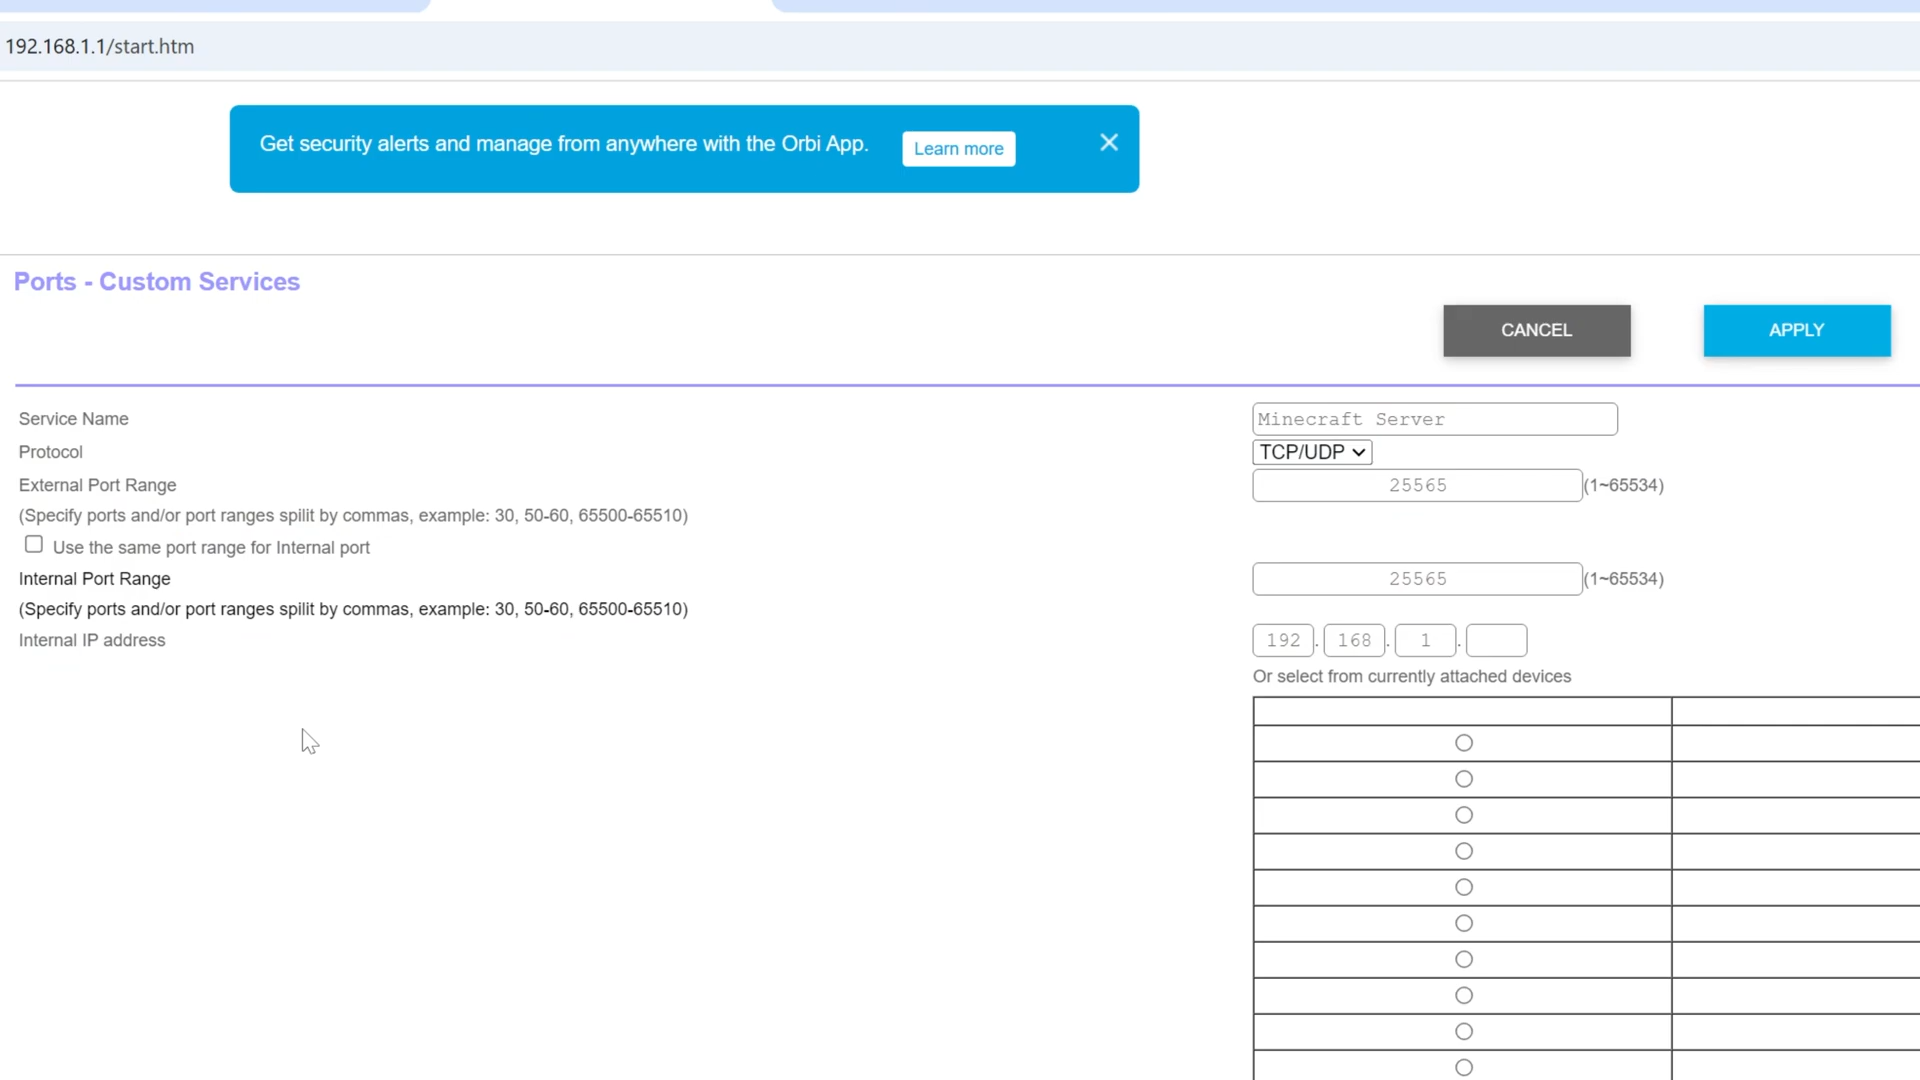 192.168.1.1/start.htm
Get security alerts and manage from anywhere with the Orbi App. Learn more
Ports - Custom Services
CANCEL APPLY
Service Name Minecraft Server
Protocol TCP/UDP
External Port Range 25565 (1~65534)
(Specify ports and/or port ranges spilit by commas, example: 30, 50-60, 65500-65510)
Use the same port range for Internal port
Internal Port Range 25565 (1~65534)
(Specify ports and/or port ranges spilit by commas, example: 30, 50-60, 65500-65510)
Internal IP address 192 . 168 . 1 .
Or select from currently attached devices